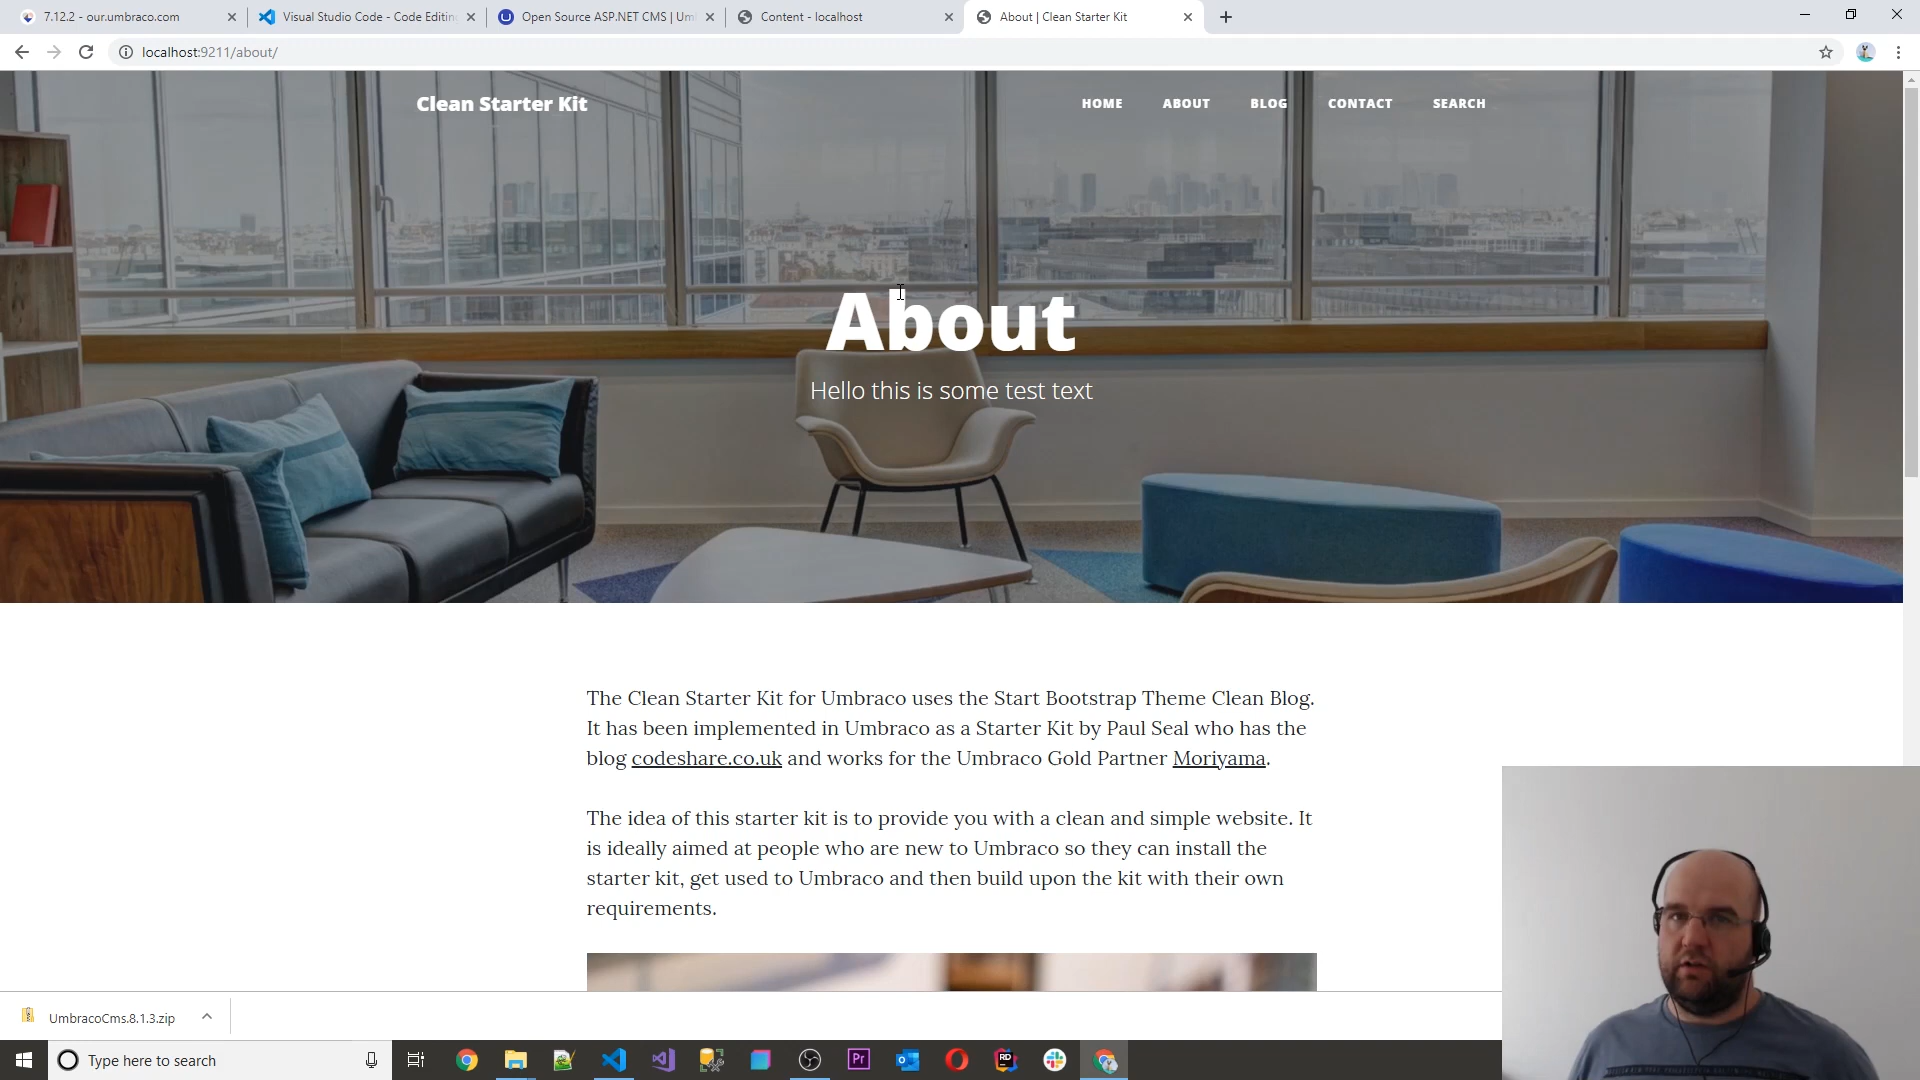 7.12.2 - our.umbraco.com
Visual Studio Code - Code Editin
Open Source ASP.NET CMS | Um
Content - localhost
About | Clean Starter Kit
localhost:9211/about/
Clean Starter Kit
HOME
ABOUT
BLOG
CONTACT
SEARCH
About
Hello this is some test text
The Clean Starter Kit for Umbraco uses the Start Bootstrap Theme Clean Blog.
It has been implemented in Umbraco as a Starter Kit by Paul Seal who has the
blog codeshare.co.uk and works for the Umbraco Gold Partner Moriyama.
The idea of this starter kit is to provide you with a clean and simple website. It
is ideally aimed at people who are new to Umbraco so they can install the
starter kit, get used to Umbraco and then build upon the kit with their own
requirements.
UmbracoCms.8.1.3.zip
Type here to search
Pr
RD